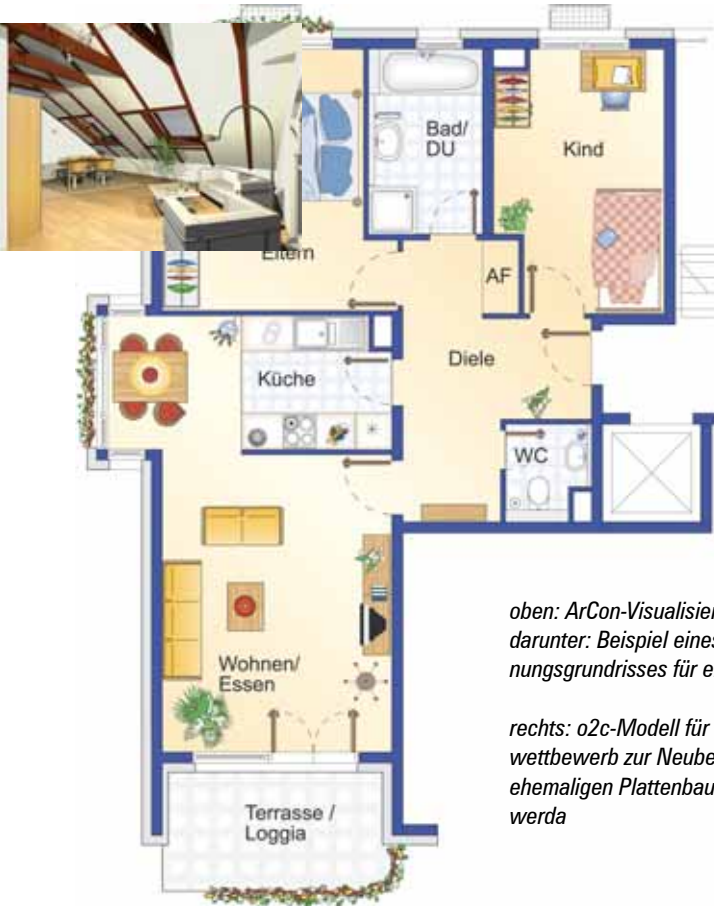 Bad/
DU
Kind
Eltern
AF
Küche
Diele
WC
Wohnen/
Essen
Terrasse /
Loggia
oben: ArCon-Visualisie
darunter: Beispiel eines
nungsgrundrisses für e
rechts: o2c-Modell für
wettbewerb zur Neube
ehemaligen Plattenbau
werda